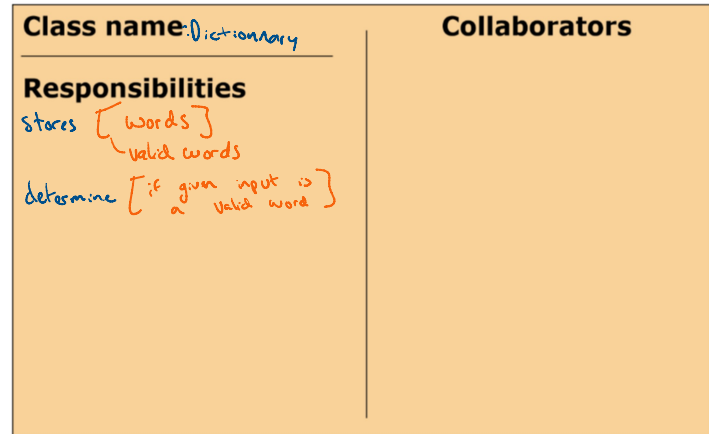 Class name: Dictionnary
Collaborators
Responsibilities
stores [words]
valid words
determine [if given input is
a valid word]